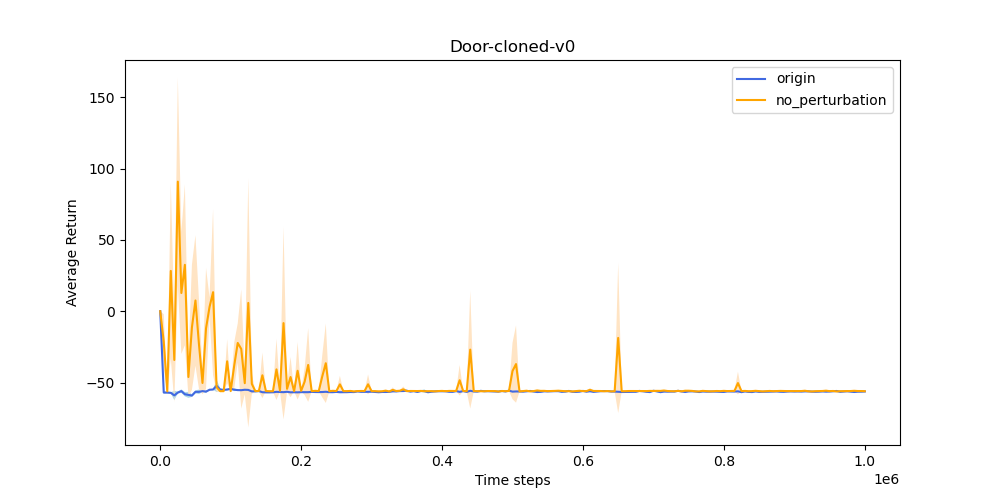 Door-cloned-v0
origin
no_perturbation
Average Return
150
100
50
0
−50
0.0
0.2
0.4
0.6
0.8
1.0
1e6
Time steps